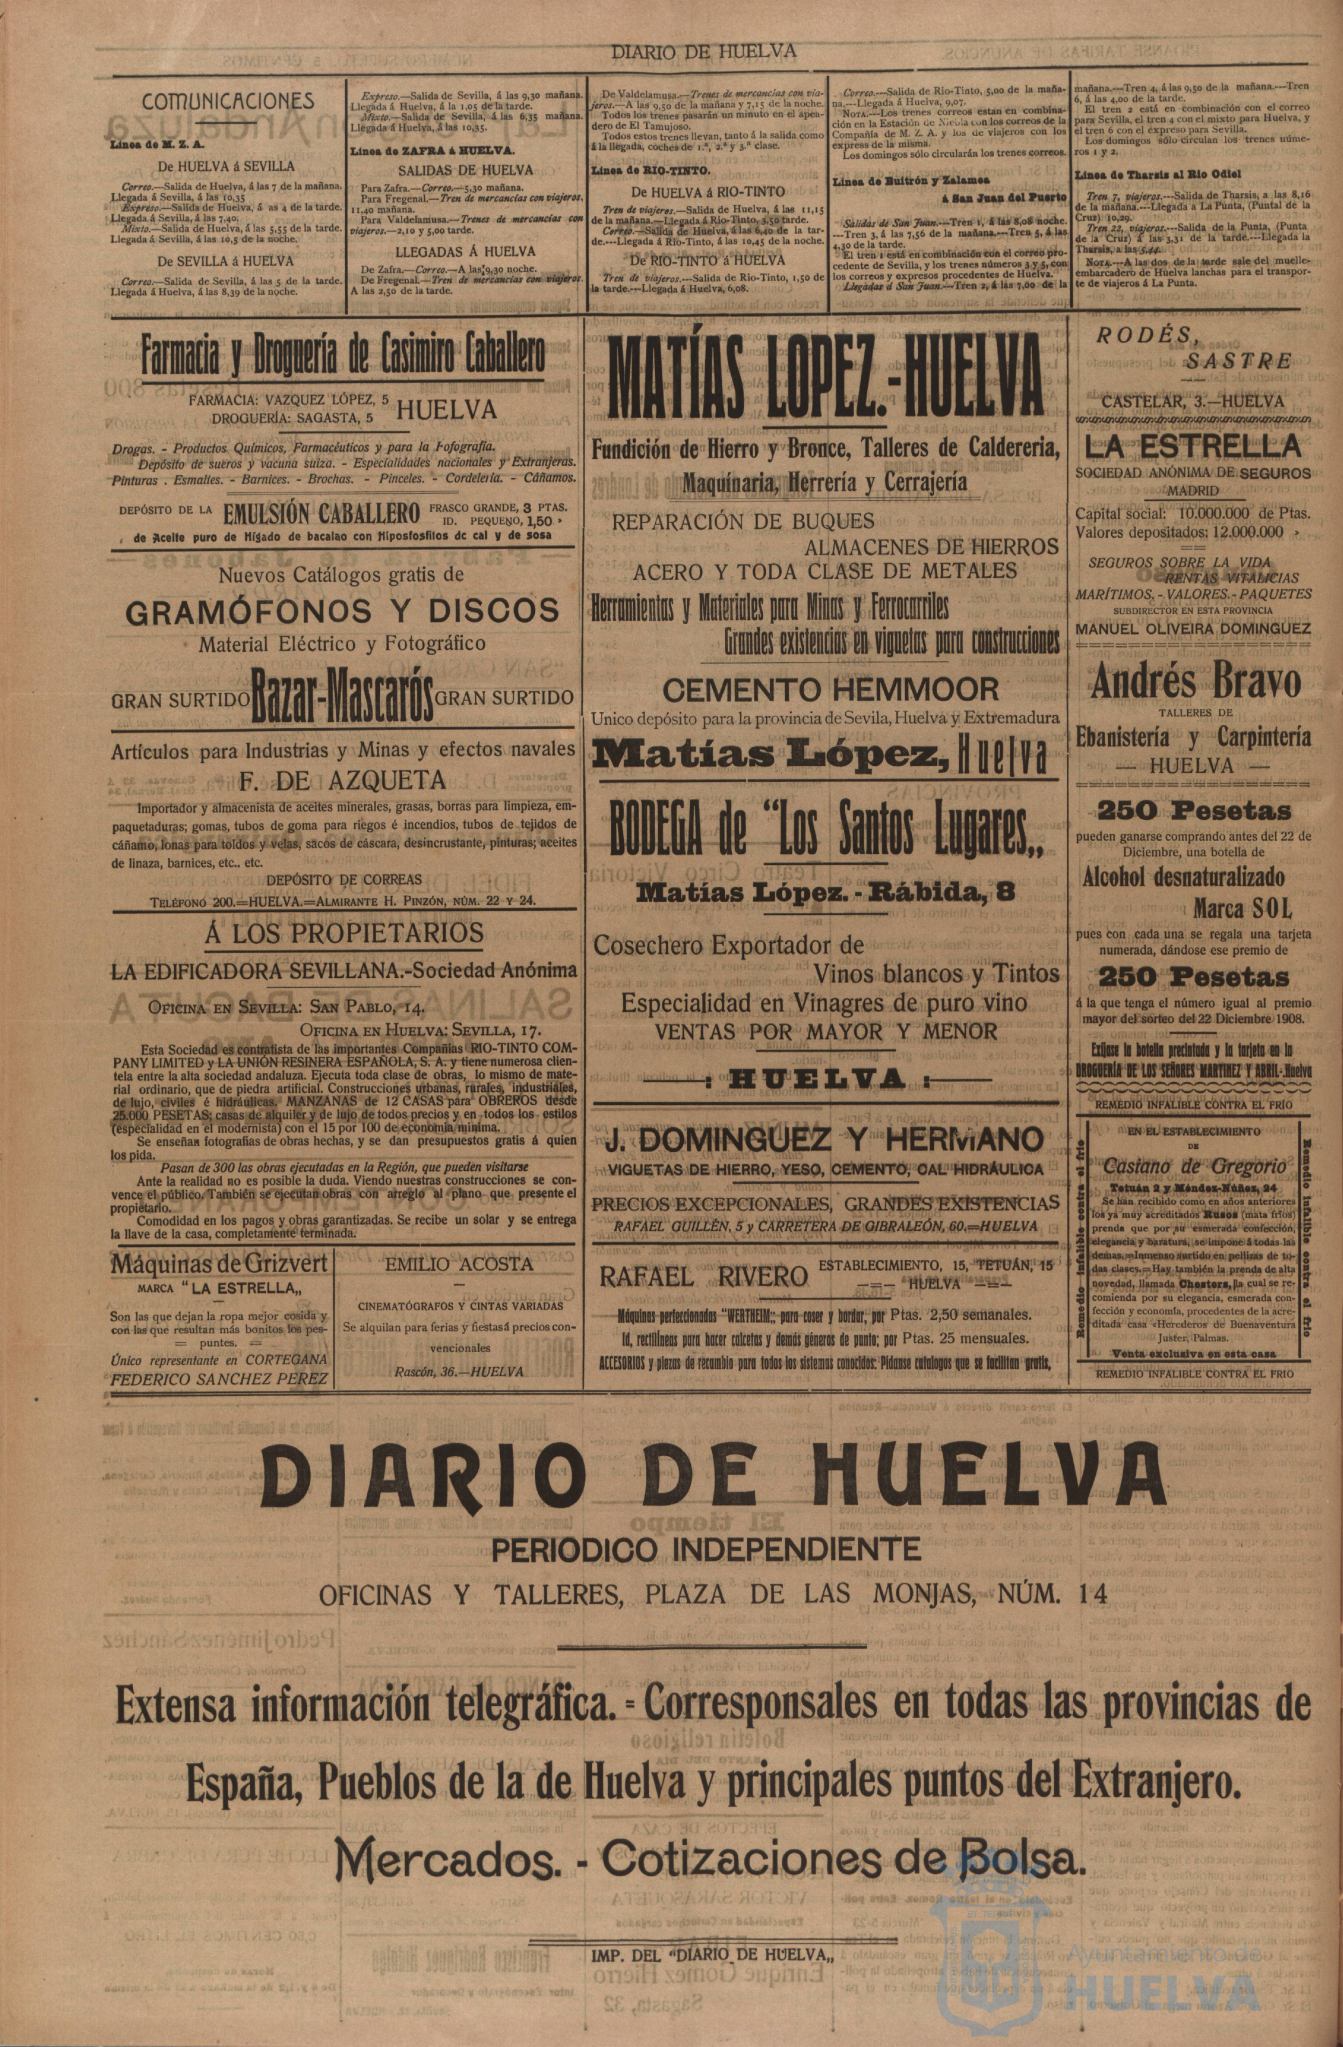 DIARIO DE HUELVA
COMUNICACIONES
Línea de M. Z. A.
De HUELVA á SEVILLA
Correo.—Salida de Huelva, á las 7 de la mañana.
Llegada á Sevilla, á las 10,35
Expreso.—Salida de Huelva, á as 4 de la tarde.
Llegada á Sevilla, á las 7,40.
Mixto.—Salida de Huelva, á las 5,55 de la tarde.
Llegada á Sevilla, á las 10,5 de la noche.
De SEVILLA á HUELVA
Correo.—Salida de Sevilla, á las 5 de la tarde.
Llegada á Huelva, á las 8,39 de la noche.
Expreso.—Salida de Sevilla, á las 9,30 mañana.
Llegada á Huelva, á la 1,05 de la tarde.
Mixto.—Salida de Sevilla, á las 6,35 mañana.
Llegada á Huelva, á las 10,35.
Línea de ZAFRA á HUELVA.
SALIDAS DE HUELVA
Para Zafra.—Correo.—5,30 mañana.
Para Fregenal.—Tren de mercancías con viajeros,
11,40 mañana.
Para Valdelamusa.—Trenes de mercancías con
viajeros.—2,10 y 5,00 tarde.
LLEGADAS Á HUELVA
De Zafra.—Correo.—A las 9,30 noche.
De Fregenal.—Tren de mercancías con viajeros.
A las 2,50 de la tarde.
De Valdelamusa.—Trenes de mercancías con via-
jeros.—A las 9,50 de la mañana y 7,15 de la noche.
Todos los trenes pasarán un minuto en el apea-
dero de El Tamujoso.
Todos estos trenes llevan, tanto á la salida como
á la llegada, coches de 1.ª, 2.ª y 3.ª clase.
Línea de RIO-TINTO.
De HUELVA á RIO-TINTO
Tren de viajeros.—Salida de Huelva, á las 11,15
de la mañana.—Llegada á Rio-Tinto, 3,50 tarde.
Correo.—Salida de Huelva, á las 6,40 de la tar-
de.—Llegada á Rio-Tinto, á las 10,45 de la noche.
De RIO-TINTO á HUELVA
Tren de viajeros.—Salida de Rio-Tinto, 1,50 de
la tarde.—Llegada á Huelva, 6,08.
Correo.—Salida de Rio-Tinto, 5,00 de la maña-
na.—Llegada á Huelva, 9,07.
NOTA.—Los trenes correos estan en combina-
ción en la Estación de Niebla con los correos de la
Compañía de M. Z. A. y los de viajeros con los
express de la misma.
Los domingos sólo circularán los trenes correos.
Línea de Buitrón y Zalamea
á San Juan del Puerto
Salidas de San Juan.—Tren 1, á las 8,08 noche.
—Tren 3, á las 7,56 de la mañana.—Tren 5, á las
4,30 de la tarde.
El tren 1 está en combinación con el correo pro-
cedente de Sevilla, y los trenes números 3 y 5, con
los correos y expresos procedentes de Huelva.
Llegadas á San Juan.—Tren 2, á las 7,00 de la
mañana.—Tren 4, á las 9,50 de la mañana.—Tren
6, á las 4,00 de la tarde.
El tren 2 está en combinación con el correo
para Sevilla, el tren 4 con el mixto para Huelva, y
el tren 6 con el expreso para Sevilla.
Los domingos sólo circulan los trenes núme-
ros 1 y 2.
Línea de Tharsis al Rio Odiel
Tren 7, viajeros.—Salida de Tharsis, a las 8,16
de la mañana.—Llegada a La Punta, (Puntal de la
Cruz) 10,29.
Tren 22, viajeros.—Salida de la Punta, (Punta
de la Cruz) á las 3,31 de la tarde.—Llegada la
Tharsis, a las 5,44.
NOTA.—A las dos de la tarde sale del muelle-
embarcadero de Huelva lanchas para el transpor-
te de viajeros á La Punta.
Farmacia y Droguería de Casimiro Caballero
FARMACIA: VAZQUEZ LÓPEZ, 5
DROGUERÍA: SAGASTA, 5
HUELVA
Drogas. - Productos Químicos, Farmacéuticos y para la Fofografía.
Depósito de sueros y vacuna suiza. - Especialidades nacionales y Extranjeras.
Pinturas . Esmaltes. - Barnices. - Brochas. - Pinceles. - Cordelería. - Cáñamos.
DEPÓSITO DE LA EMULSIÓN CABALLERO FRASCO GRANDE, 3 PTAS.
ID. PEQUEÑO, 1,50 »
de Aceite puro de Hígado de bacalao con Hiposfosfilos dc cal y de sosa
Nuevos Catálogos gratis de
GRAMÓFONOS Y DISCOS
Material Eléctrico y Fotográfico
GRAN SURTIDO Bazar-Mascarós GRAN SURTIDO
Artículos para Industrias y Minas y efectos navales
F. DE AZQUETA
Importador y almacenista de aceites minerales, grasas, borras para limpieza, em-
paquetaduras; gomas, tubos de goma para riegos é incendios, tubos de tejidos de
cáñamo, lonas para toldos y velas, sacos de cáscara, desincrustante, pinturas; aceites
de linaza, barnices, etc.. etc.
DEPÓSITO DE CORREAS
TELÉFONO 200.=HUELVA.=ALMIRANTE H. PINZÓN, NÚM. 22 Y 24.
Á LOS PROPIETARIOS
LA EDIFICADORA SEVILLANA.-Sociedad Anónima
OFICINA EN SEVILLA: SAN PABLO, 14.
OFICINA EN HUELVA: SEVILLA, 17.
Esta Sociedad es contratista de las importantes Compañías RIO-TINTO COM-
PANY LIMITED y LA UNIÓN RESINERA ESPAÑOLA, S. A. y tiene numerosa clien-
tela entre la alta sociedad andaluza. Ejecuta toda clase de obras, lo mismo de mate-
rial ordinario, que de piedra artificial. Construcciones urbanas, rurales, industriales,
de lujo, civiles é hidráulicas. MANZANAS de 12 CASAS para OBREROS desde
25.000 PESETAS; casas de alquiler y de lujo de todos precios y en todos los estilos
(especialidad en el modernista) con el 15 por 100 de economía mínima.
Se enseñan fotografías de obras hechas, y se dan presupuestos gratis á quien
los pida.
Pasan de 300 las obras ejecutadas en la Región, que pueden visitarse
Ante la realidad no es posible la duda. Viendo nuestras construcciones se con-
vence el público. También se ejecutan obras con arreglo al plano que presente el
propietario.
Comodidad en los pagos y obras garantizadas. Se recibe un solar y se entrega
la llave de la casa, completamente terminada.
Máquinas de Grizvert
MARCA "LA ESTRELLA„
Son las que dejan la ropa mejor cosida y
con las que resultan más bonitos los pes-
= puntes. =
Único representante en CORTEGANA
FEDERICO SANCHEZ PEREZ
EMILIO ACOSTA
CINEMATÓGRAFOS Y CINTAS VARIADAS
Se alquilan para ferias y fiestasá precios con-
vencionales
Rascón, 36.—HUELVA
MATÍAS LOPEZ.-HUELVA
Fundición de Hierro y Bronce, Talleres de Caldereria,
Maquinaria, Herrería y Cerrajería
REPARACIÓN DE BUQUES
ALMACENES DE HIERROS
ACERO Y TODA CLASE DE METALES
Herramientas y Materiales para Minas y Ferrocarriles
Grandes existencias en viguetas para construcciones
CEMENTO HEMMOOR
Unico depósito para la provincia de Sevilla, Huelva y Extremadura
Matías López, Huelva
BODEGA de "Los Santos Lugares„
Matías López. - Rábida, 8
Cosechero Exportador de
Vinos blancos y Tintos
Especialidad en Vinagres de puro vino
VENTAS POR MAYOR Y MENOR
: HUELVA :
J. DOMINGUEZ Y HERMANO
VIGUETAS DE HIERRO, YESO, CEMENTO, CAL HIDRÁULICA
PRECIOS EXCEPCIONALES, GRANDES EXISTENCIAS
RAFAEL GUILLÉN, 5 y CARRETERA DE GIBRALEÓN, 60.=HUELVA
RAFAEL RIVERO ESTABLECIMIENTO, 15, TETUÁN, 15
—=— HUELVA —=—
Máquinas perfeccionadas "WERTHEIM„ para coser y bordar, por Ptas. 2,50 semanales.
Id, rectilíneas para hacer calcetas y demás géneros de punto; por Ptas. 25 mensuales.
ACCESORIOS y piezas de recambio para todos los sistemas conocidos: Pídanse catalogos que se facilitan gratis,
RODÉS,
SASTRE
CASTELAR, 3.—HUELVA
LA ESTRELLA
SOCIEDAD ANÓNIMA DE SEGUROS
MADRID
Capital social: 10.000.000 de Ptas.
Valores depositados: 12.000.000 »
SEGUROS SOBRE LA VIDA
RENTAS VITALICIAS
MARÍTIMOS. - VALORES. - PAQUETES
SUBDIRECTOR EN ESTA PROVINCIA
MANUEL OLIVEIRA DOMINGUEZ
Andrés Bravo
TALLERES DE
Ebanistería y Carpintería
— HUELVA —
250 Pesetas
pueden ganarse comprando antes del 22 de
Diciembre, una botella de
Alcohol desnaturalizado
Marca SOL
pues con cada una se regala una tarjeta
numerada, dándose ese premio de
250 Pesetas
á la que tenga el número igual al premio
mayor del sorteo del 22 Diciembre 1908.
Exíjase la botella precintada y la tarjeta en la
DROGUERÍA DE LOS SEÑORES MARTINEZ Y ABRIL.-Huelva
REMEDIO INFALIBLE CONTRA EL FRÍO
Remedio infalible contra el frío
EN EL ESTABLECIMIENTO
DE
Casiano de Gregorio
Tetuán 2 y Méndez-Núñez, 24
Se han recibido como en años anteriores
los ya muy acreditados Rusos (mata fríos)
prenda que por su esmerada confección,
elegancia y baratura, se impone á todas las
demas.=Inmenso surtido en pellizas de to-
das clases.=Hay también la prenda de alta
novedad, llamada Chesters, la cual se re-
comienda por su elegancia, esmerada con-
fección y economía, procedentes de la acre-
ditada casa «Herederos de Buenaventura
Juster, Palmas.
Venta exclusiva en esta casa
Remedio infalible contra el frío
REMEDIO INFALIBLE CONTRA EL FRIO
DIARIO DE HUELVA
PERIODICO INDEPENDIENTE
OFICINAS Y TALLERES, PLAZA DE LAS MONJAS, NÚM. 14
Extensa información telegráfica. = Corresponsales en todas las provincias de
España, Pueblos de la de Huelva y principales puntos del Extranjero.
Mercados. - Cotizaciones de Bolsa.
IMP. DEL "DIARIO DE HUELVA„
Ayuntamiento de
HUELVA